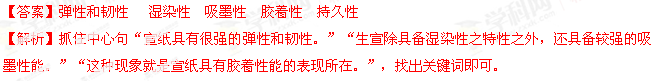 【答案】弹性和韧性 湿染性 吸墨性 胶着性 持久性
【解析】抓住中心句“宣纸具有很强的弹性和韧性。”“生宣除具备湿染性之特性之外，还具备较强的吸
墨性能。”“这种现象就是宣纸具有胶着性能的表现所在。”，找出关键词即可。